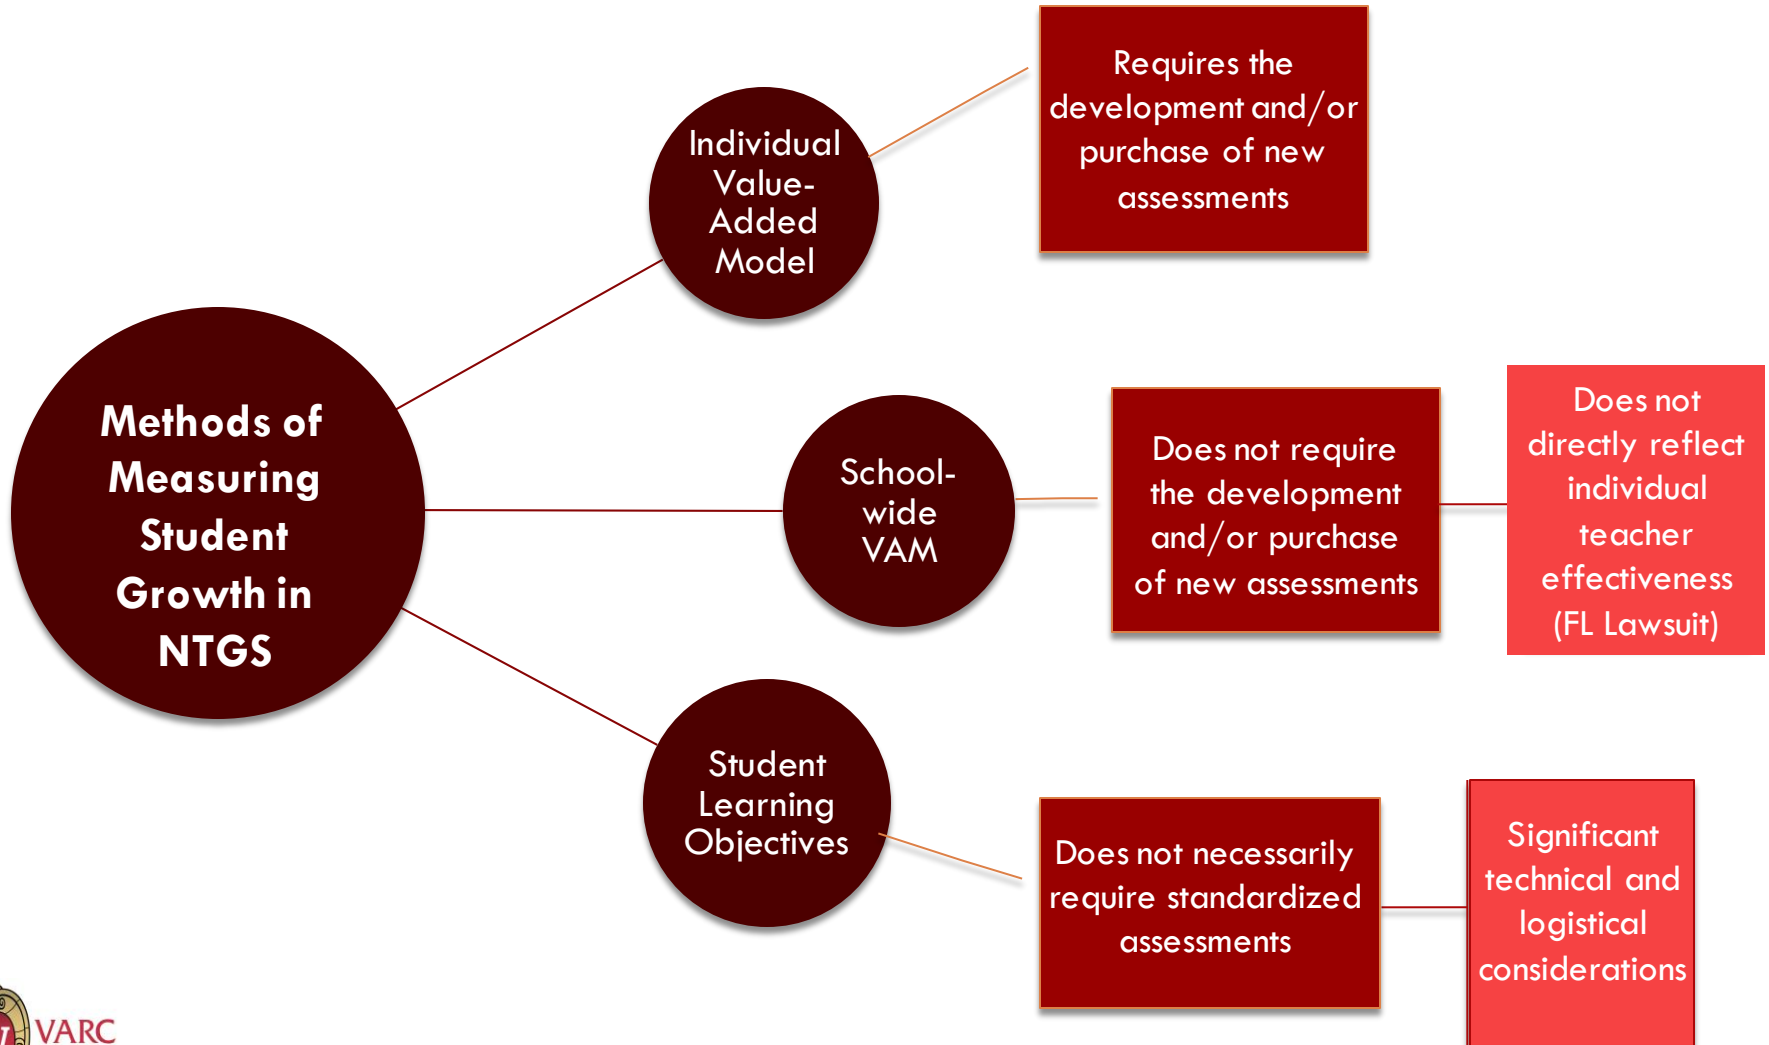 Methods of
Measuring
Student
Growth in
NTGS
Individual
Value-
Added
Model
Requires the
development and/or
purchase of new
assessments
School-
wide
VAM
Does not require
the development
and/or purchase
of new assessments
Does not
directly reflect
individual
teacher
effectiveness
(FL Lawsuit)
Student
Learning
Objectives
Does not necessarily
require standardized
assessments
Significant
technical and
logistical
considerations
VARC